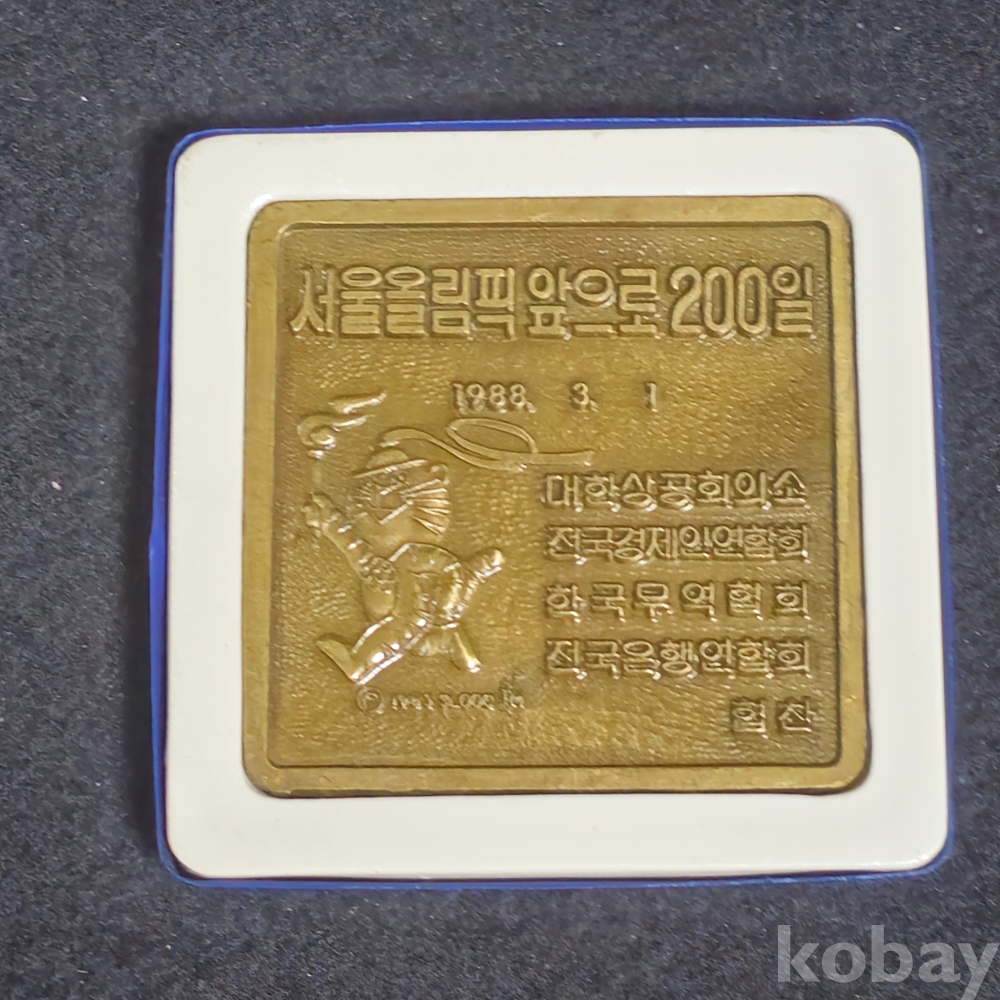 서울올림픽 앞으로 200일
1988. 3. 1
대한상공회의소
전국경제인연합회
한국무역협회
전국은행연합회
협찬
kobay